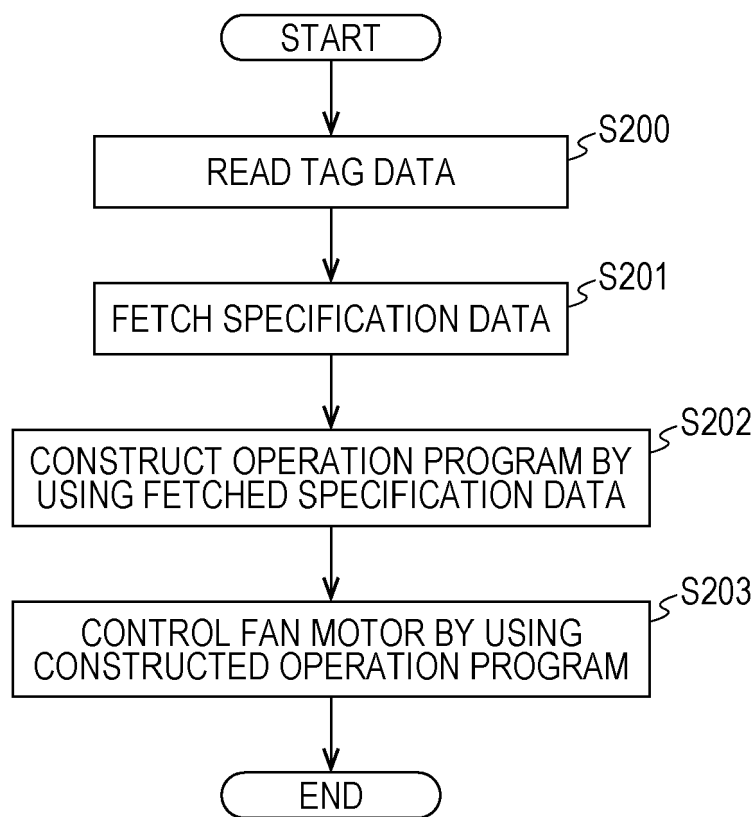 START
S200
READ TAG DATA
S201
FETCH SPECIFICATION DATA
S202
CONSTRUCT OPERATION PROGRAM BY
USING FETCHED SPECIFICATION DATA
S203
CONTROL FAN MOTOR BY USING
CONSTRUCTED OPERATION PROGRAM
END